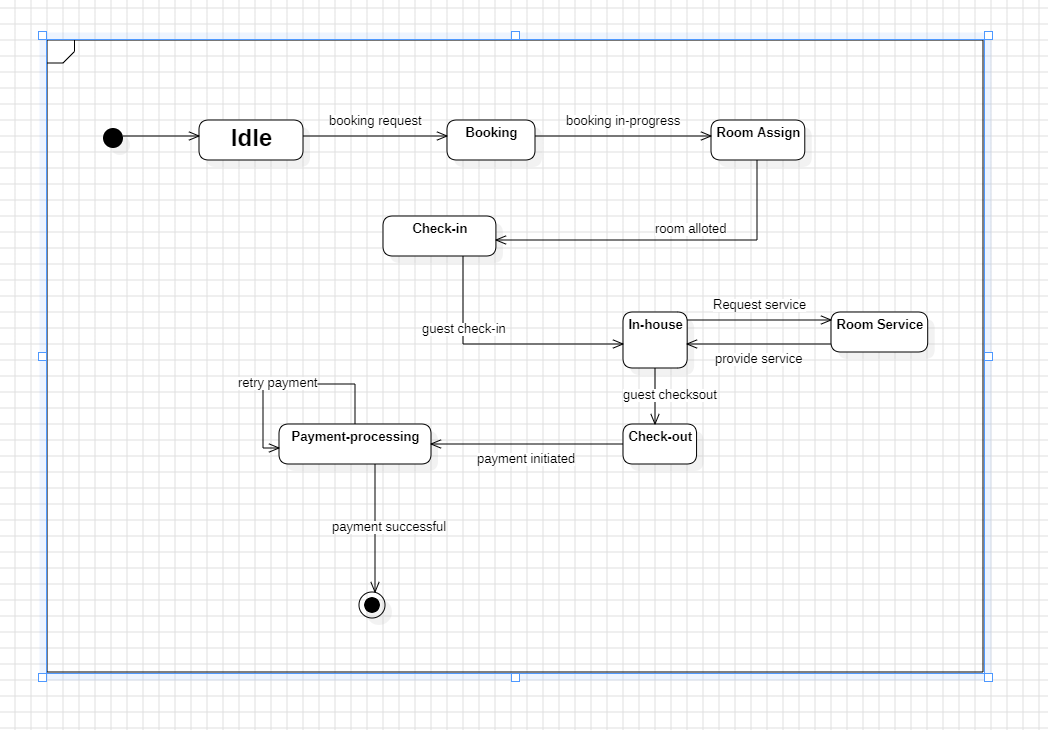 booking request
booking in-progress
Idle
Booking
Room Assign
Check-in
room alloted
Request service
In-house
Room Service
guest check-in
provide service
retry payment
guest checksout
Payment-processing
Check-out
payment initiated
payment successful